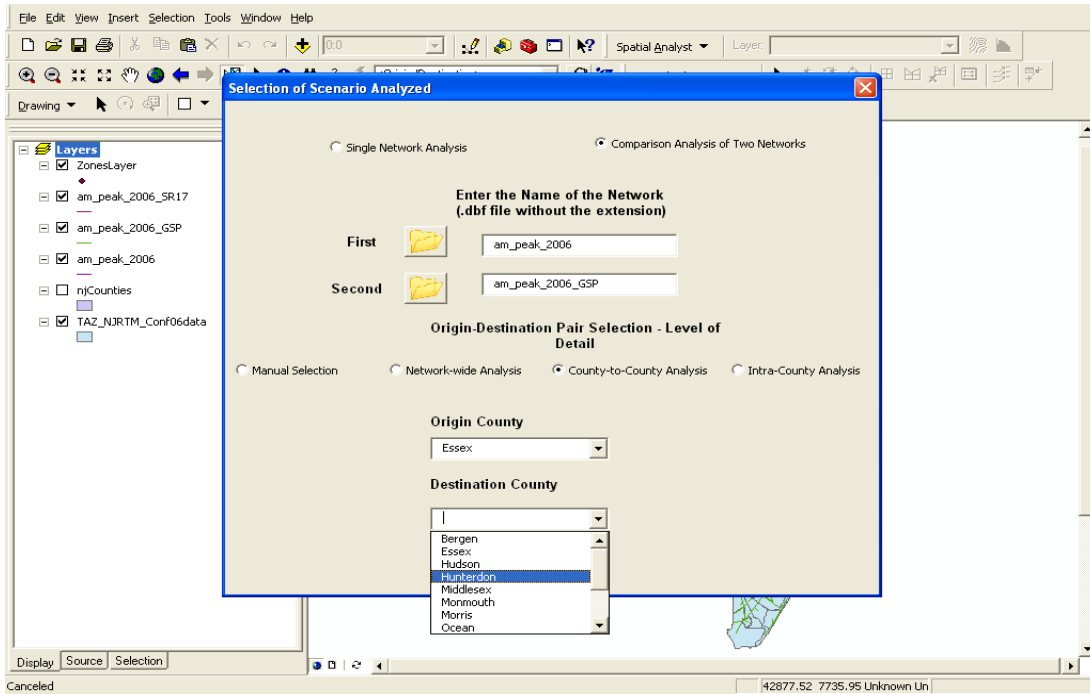 File Edit View Insert Selection Tools Window Help
0:0 Spatial Analyst Layer:
Drawing
Selection of Scenario Analyzed
Single Network Analysis Comparison Analysis of Two Networks
Enter the Name of the Network
(.dbf file without the extension)
First am_peak_2006
Second am_peak_2006_GSP
Origin-Destination Pair Selection - Level of
Detail
Manual Selection Network-wide Analysis County-to-County Analysis Intra-County Analysis
Origin County
Essex
Destination County
Bergen
Essex
Hudson
Hunterdon
Middlesex
Monmouth
Morris
Ocean
Layers
ZonesLayer
am_peak_2006_SR17
am_peak_2006_GSP
am_peak_2006
njCounties
TAZ_NJRTM_Conf06data
Display Source Selection
Canceled 42877.52 7735.95 Unknown Un